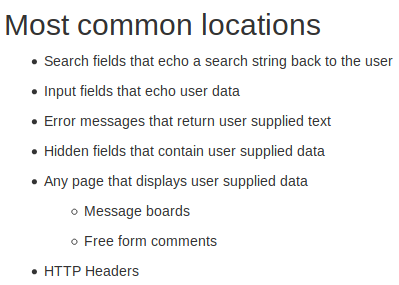 Most common locations
Search fields that echo a search string back to the user
Input fields that echo user data
Error messages that return user supplied text
Hidden fields that contain user supplied data
Any page that displays user supplied data
Message boards
Free form comments
HTTP Headers